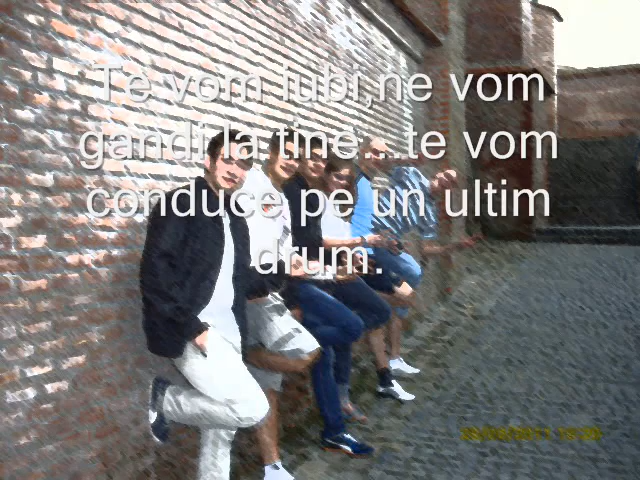 Te vom iubi,ne vom
gandi la tine...te vom
conduce pe un ultim
drum.